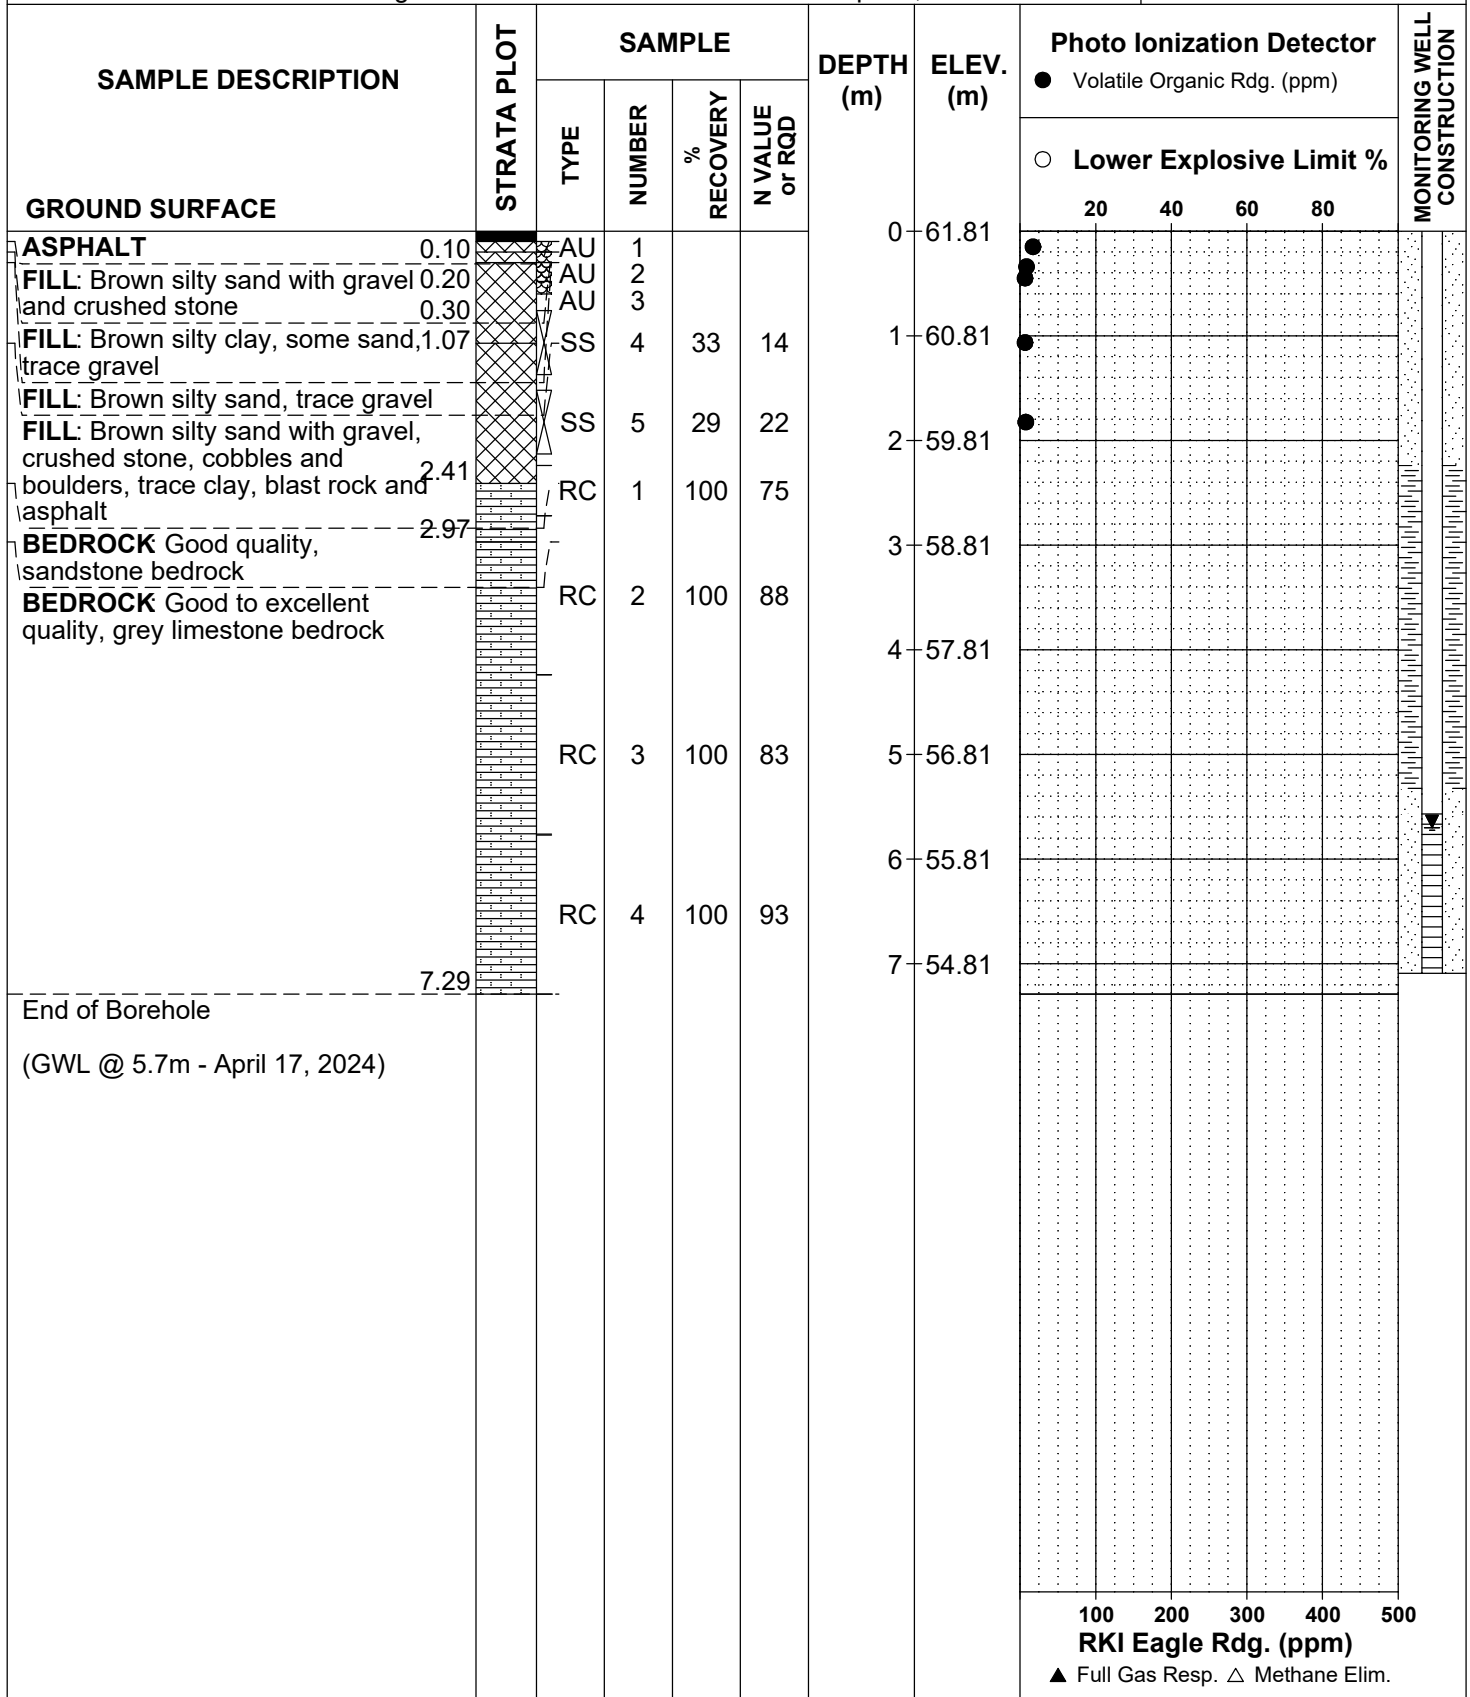 SAMPLE DESCRIPTION
GROUND SURFACE
STRATA PLOT
SAMPLE
TYPE
NUMBER
%
RECOVERY
N VALUE
or RQD
DEPTH
(m)
ELEV.
(m)
Photo Ionization Detector
● Volatile Organic Rdg. (ppm)
○ Lower Explosive Limit %
20 40 60 80
MONITORING WELL
CONSTRUCTION
0 61.81
ASPHALT 0.10 AU 1
FILL: Brown silty sand with gravel 0.20 AU 2
and crushed stone 0.30 AU 3
FILL: Brown silty clay, some sand, 1.07 SS 4 33 14
trace gravel
1 60.81
FILL: Brown silty sand, trace gravel
FILL: Brown silty sand with gravel, SS 5 29 22
crushed stone, cobbles and
2 59.81
2.41
boulders, trace clay, blast rock and RC 1 100 75
asphalt
2.97
BEDROCK: Good quality,
sandstone bedrock
3 58.81
BEDROCK: Good to excellent RC 2 100 88
quality, grey limestone bedrock
4 57.81
RC 3 100 83 5 56.81
6 55.81
RC 4 100 93
7 54.81
7.29
End of Borehole
(GWL @ 5.7m - April 17, 2024)
100 200 300 400 500
RKI Eagle Rdg. (ppm)
▲ Full Gas Resp. △ Methane Elim.